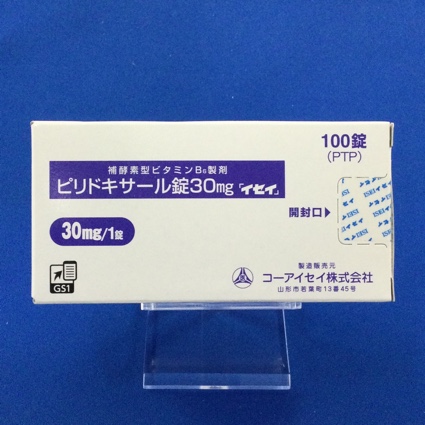 100錠
(PTP)
補酵素型ビタミンB6製剤
ピリドキサール錠30mg「イセイ」
開封口▶
30mg/1錠
GS1
製造販売元
コーアイセイ株式会社
山形市若葉町13番45号
ISEI